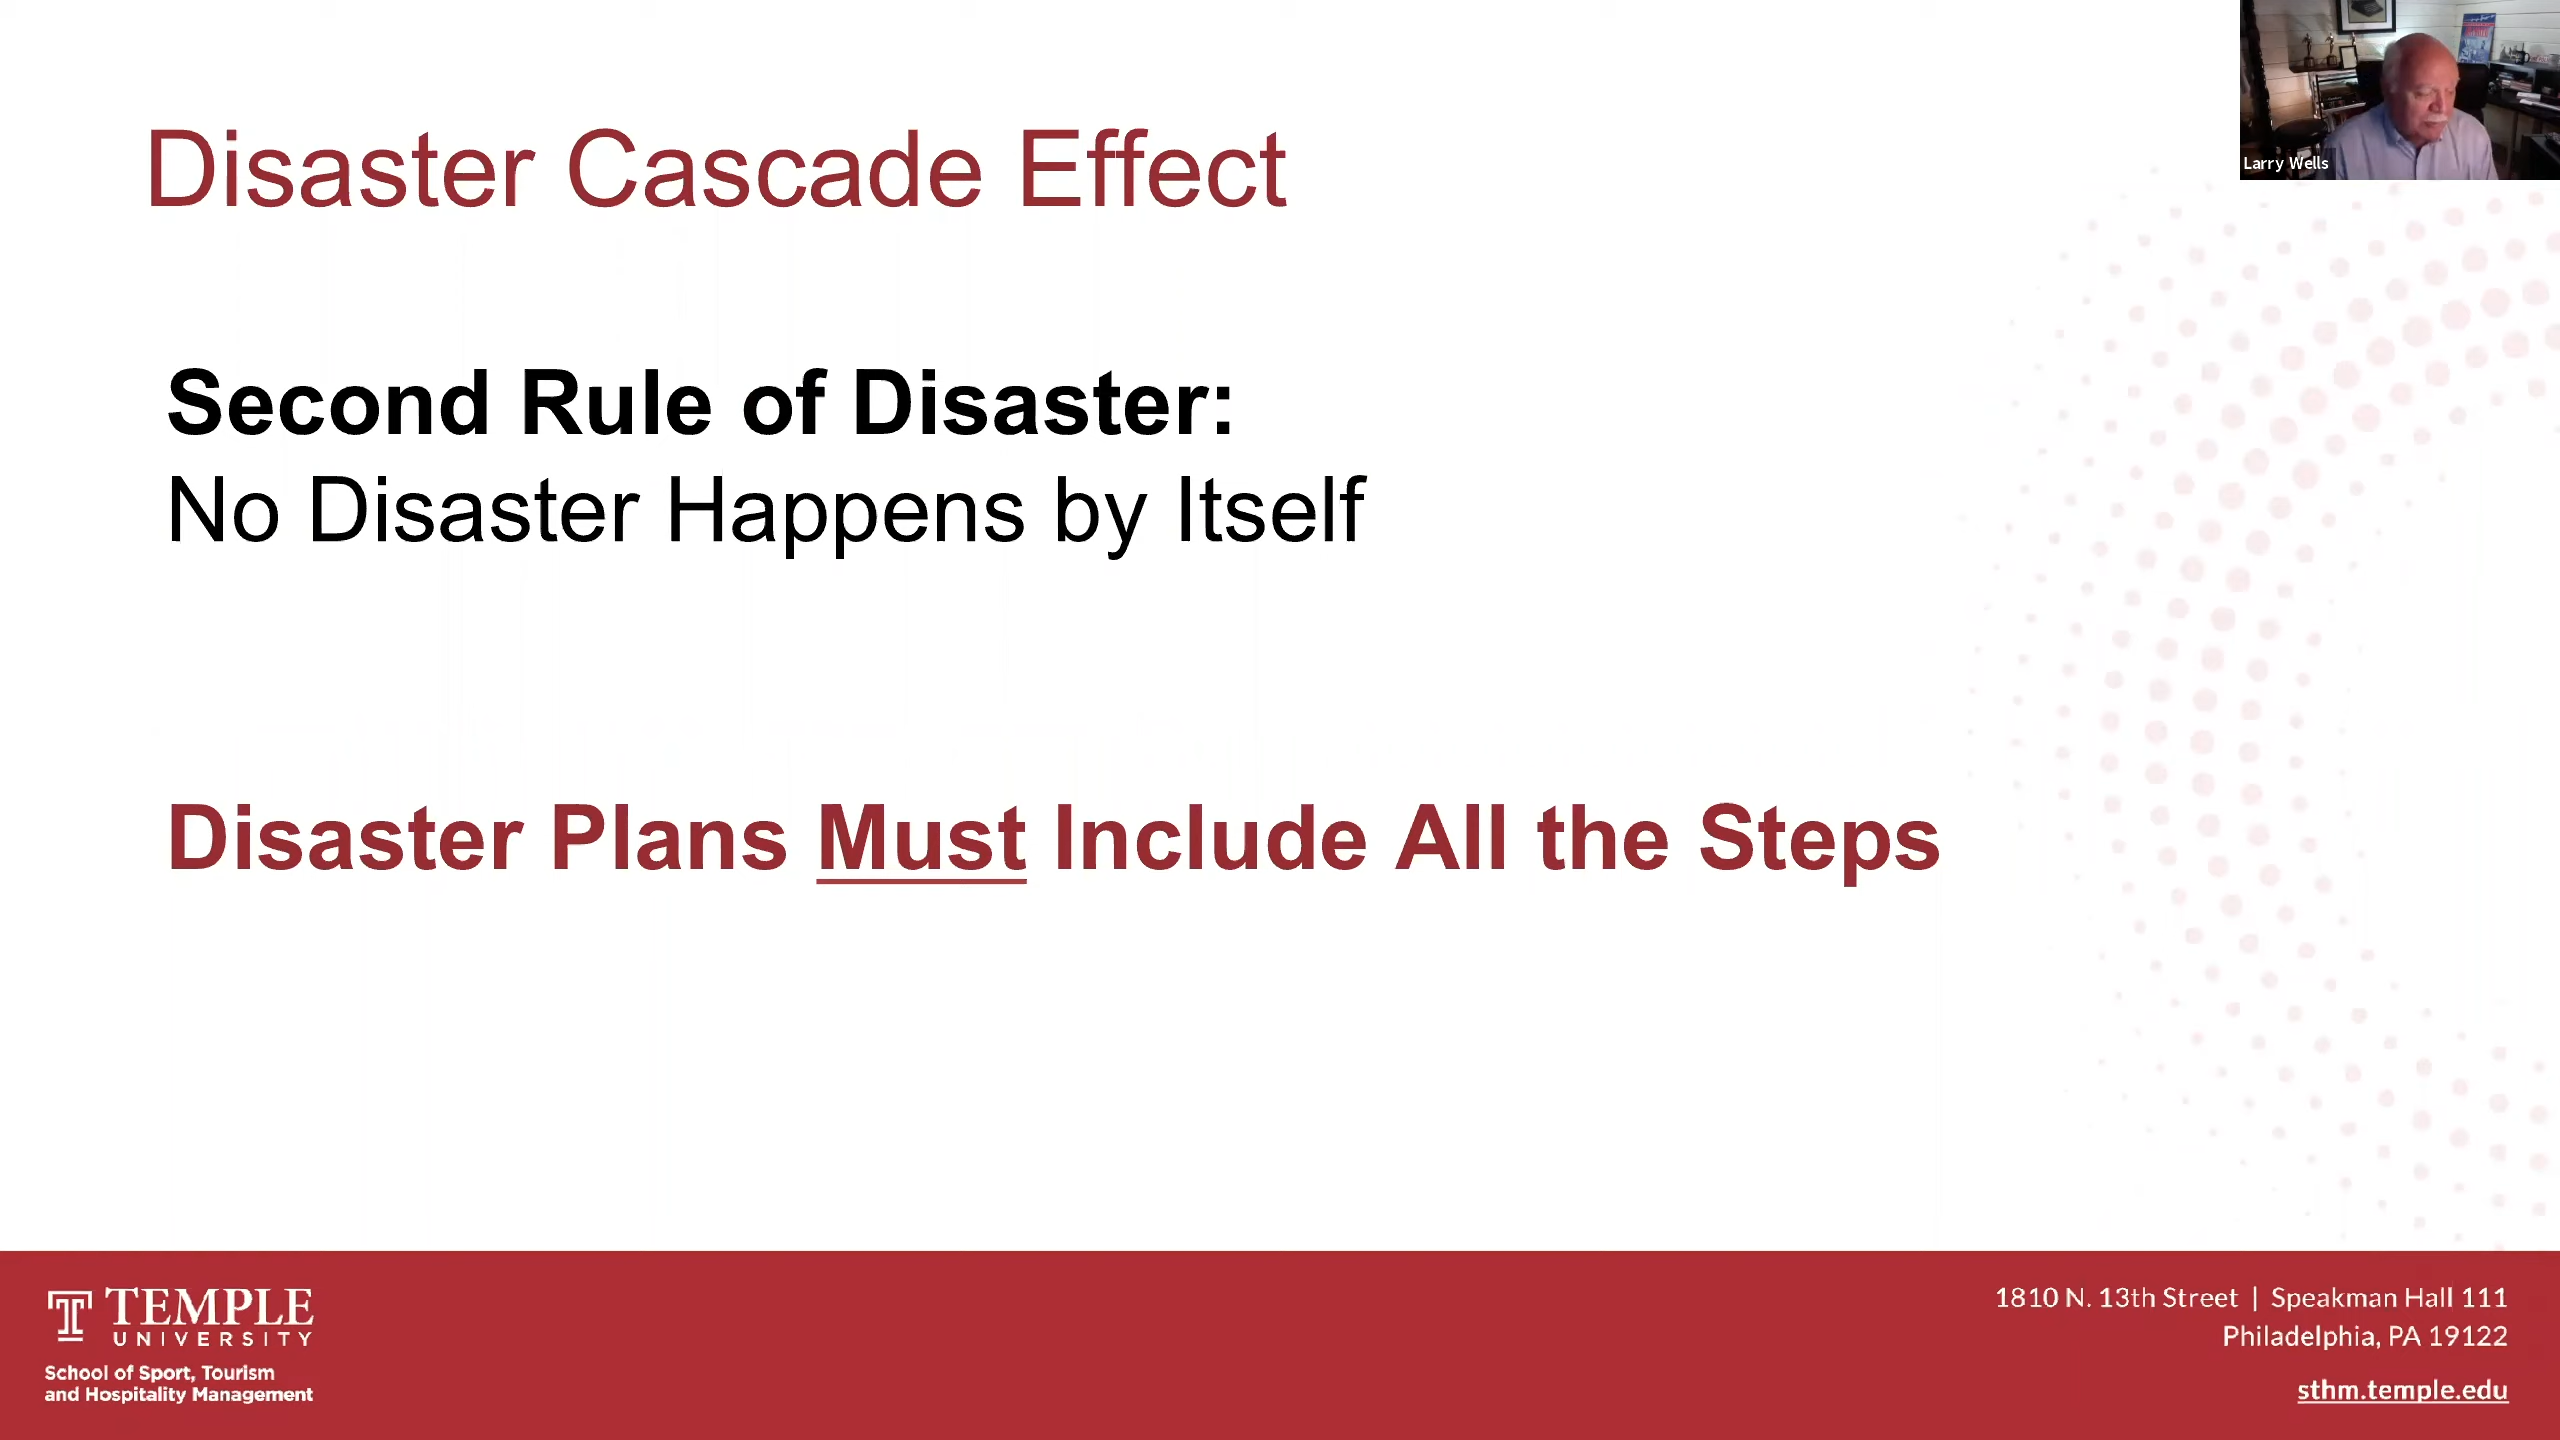 Disaster Cascade Effect
Larry Wells
Second Rule of Disaster:
No Disaster Happens by Itself
Disaster Plans Must Include All the Steps
TEMPLE
UNIVERSITY
School of Sport, Tourism
and Hospitality Management
1810 N. 13th Street | Speakman Hall 111
Philadelphia, PA 19122
sthm.temple.edu